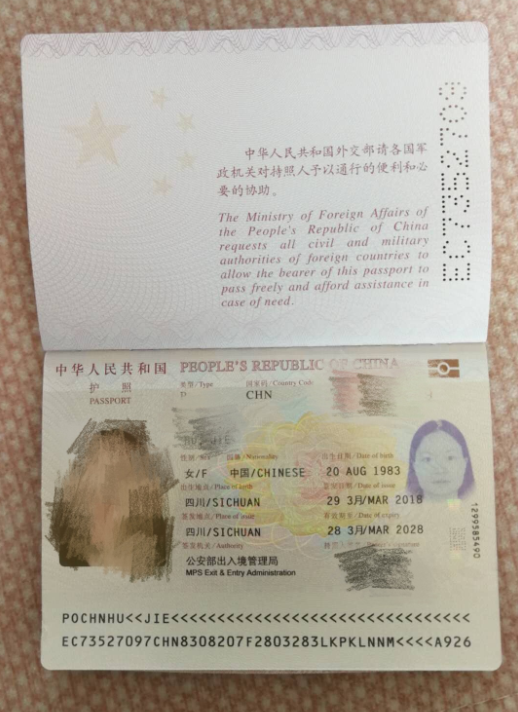 中华人民共和国外交部请各国军
政机关对持照人予以通行的便利和必
要的协助。
The Ministry of Foreign Affairs of
the People's Republic of China
requests all civil and military
authorities of foreign countries to
allow the bearer of this passport to
pass freely and afford assistance in
case of need.
EC7352709
中华人民共和国 PEOPLE'S REPUBLIC OF CHINA
护 照
PASSPORT
类型/Type 国家码/Country Code
P CHN
性别/Sex 国籍/Nationality 出生日期/Date of birth
女/F 中国/CHINESE 20 AUG 1983
出生地点/Place of birth 签发日期/Date of issue
四川/SICHUAN 29 3月/MAR 2018
签发地点/Place of issue 有效期至/Date of expiry
四川/SICHUAN 28 3月/MAR 2028
签发机关/Authority
公安部出入境管理局
MPS Exit & Entry Administration
1299585490
POCHNHU<<JIE<<<<<<<<<<<<<<<<<<<<<<<<<<<<<<<<
EC73527097CHN8308207F2803283LKPKLNNM<<<<A926